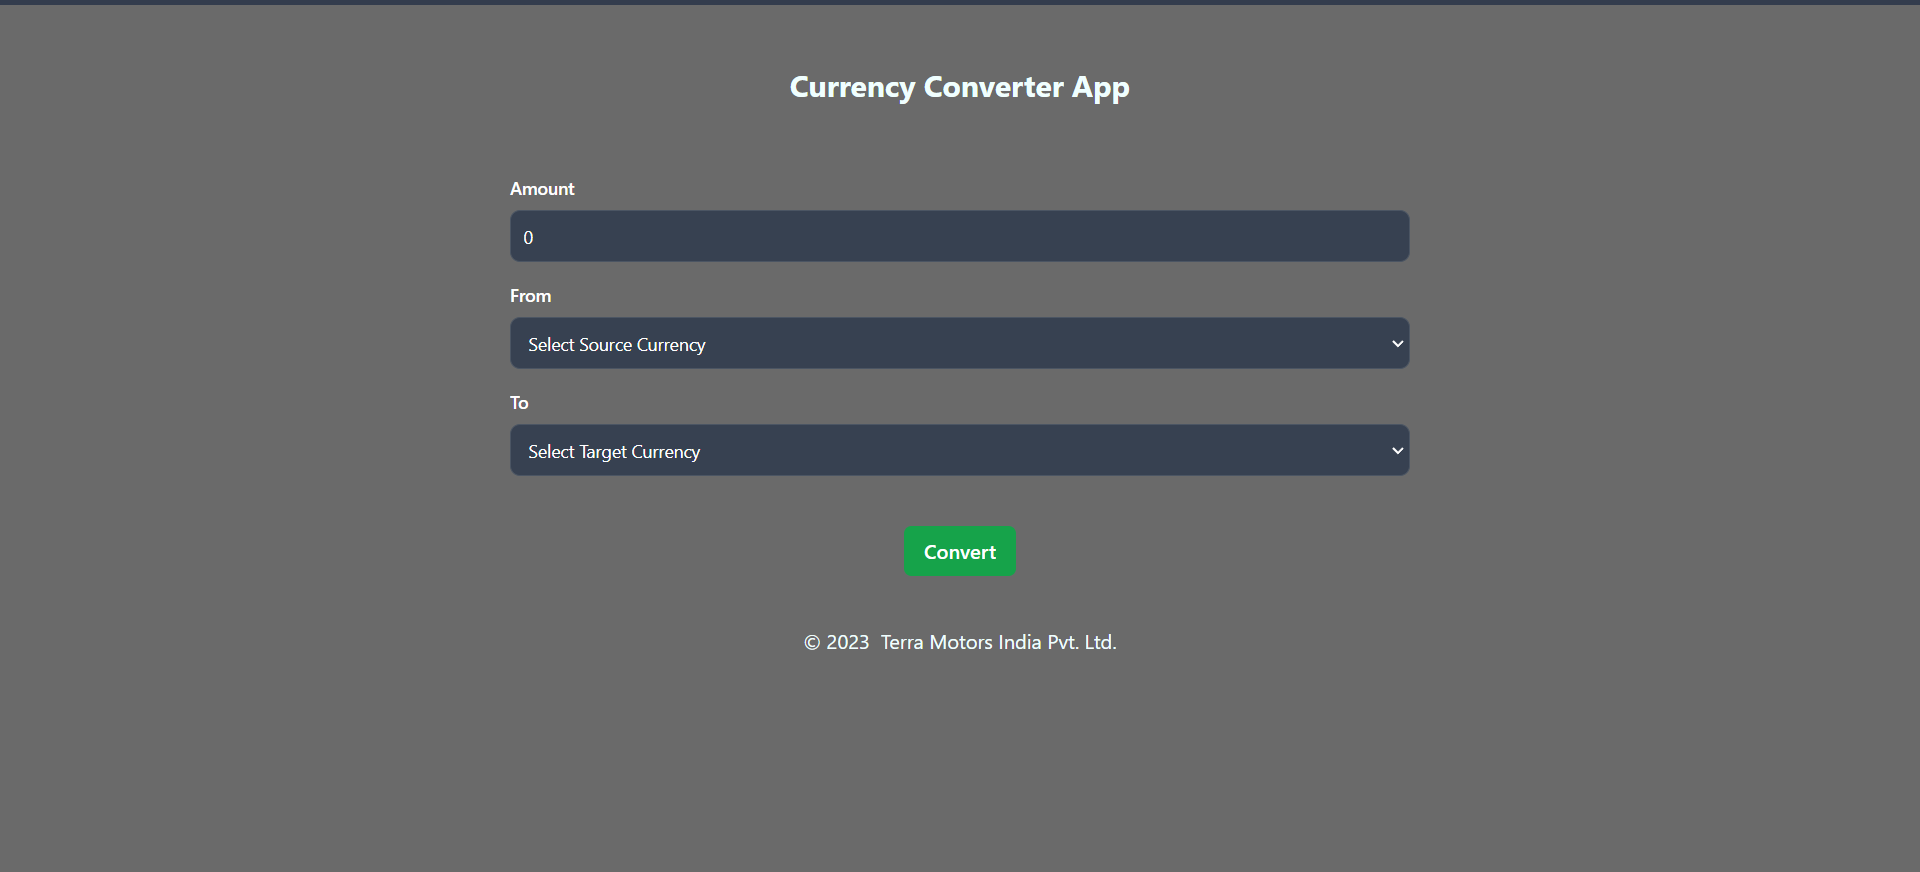 Currency Converter App
Amount
0
From
Select Source Currency
To
Select Target Currency
Convert
© 2023 Terra Motors India Pvt. Ltd.